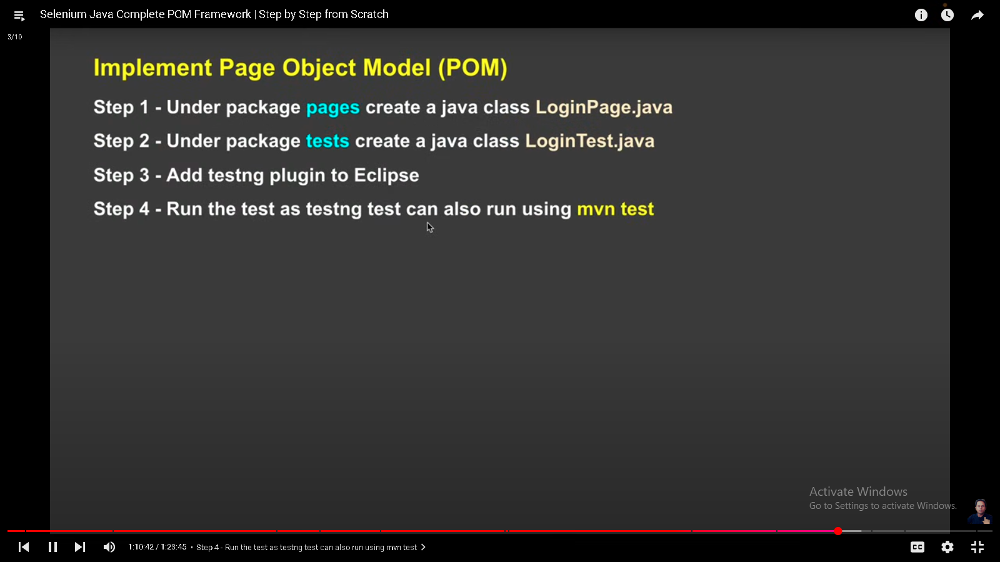 Selenium Java Complete POM Framework | Step by Step from Scratch
3/10
Implement Page Object Model (POM)
Step 1 - Under package pages create a java class LoginPage.java
Step 2 - Under package tests create a java class LoginTest.java
Step 3 - Add testng plugin to Eclipse
Step 4 - Run the test as testng test can also run using mvn test
Activate Windows
Go to Settings to activate Windows.
1:10:42 / 1:23:45 • Step 4 - Run the test as testng test can also run using mvn test
CC